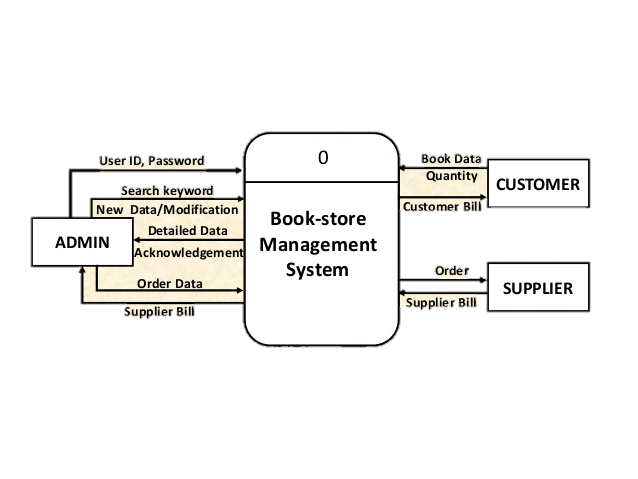 User ID, Password
Search keyword
New Data/Modification
ADMIN
Detailed Data
Acknowledgement
Order Data
Supplier Bill
0
Book-store
Management
System
Book Data
Quantity
CUSTOMER
Customer Bill
Order
SUPPLIER
Supplier Bill